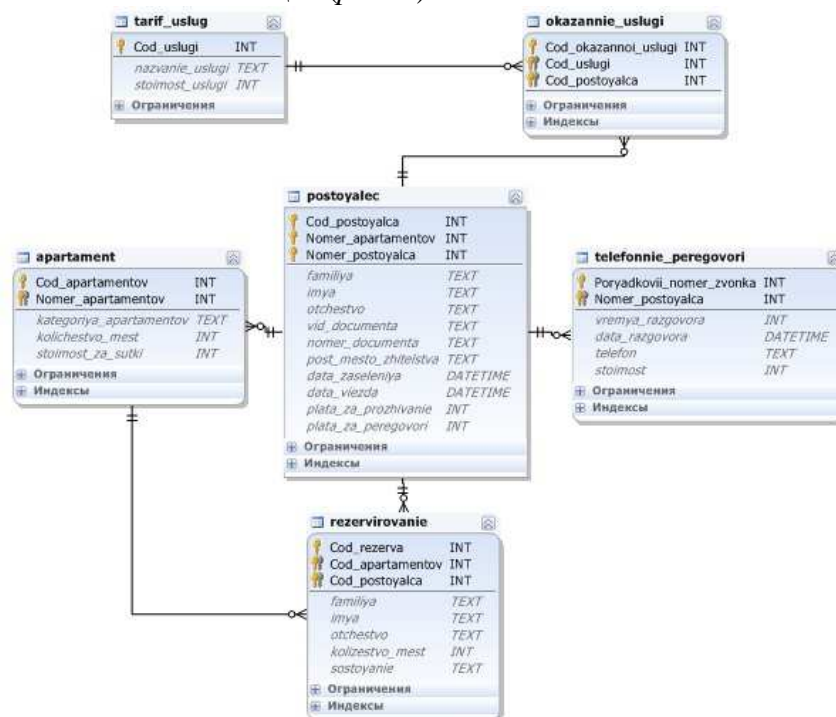 tarif_uslug
Cod_uslugi INT
nazvanie_uslugi TEXT
stoimost_uslugi INT
Ограничения
okazannie_uslugi
Cod_okazannoi_uslugi INT
Cod_uslugi INT
Cod_postoyalca INT
Ограничения
Индексы
postoyalec
Cod_postoyalca INT
Nomer_apartamentov INT
Nomer_postoyalca INT
familiya TEXT
imya TEXT
otchestvo TEXT
vid_documenta TEXT
nomer_documenta TEXT
post_mesto_zhitelstva TEXT
data_zaseleniya DATETIME
data_viezda DATETIME
plata_za_prozhivanie INT
plata_za_peregovori INT
Ограничения
Индексы
apartament
Cod_apartamentov INT
Nomer_apartamentov INT
kategoriya_apartamentov TEXT
kolichestvo_mest INT
stoimost_za_sutki INT
Ограничения
Индексы
telefonnie_peregovori
Poryadkovii_nomer_zvonka INT
Nomer_postoyalca INT
vremya_razgovora INT
data_razgovora DATETIME
telefon TEXT
stoimost INT
Ограничения
Индексы
rezervirovanie
Cod_rezerva INT
Cod_apartamentov INT
Cod_postoyalca INT
familiya TEXT
imya TEXT
otchestvo TEXT
kolizestvo_mest INT
sostoyanie TEXT
Ограничения
Индексы